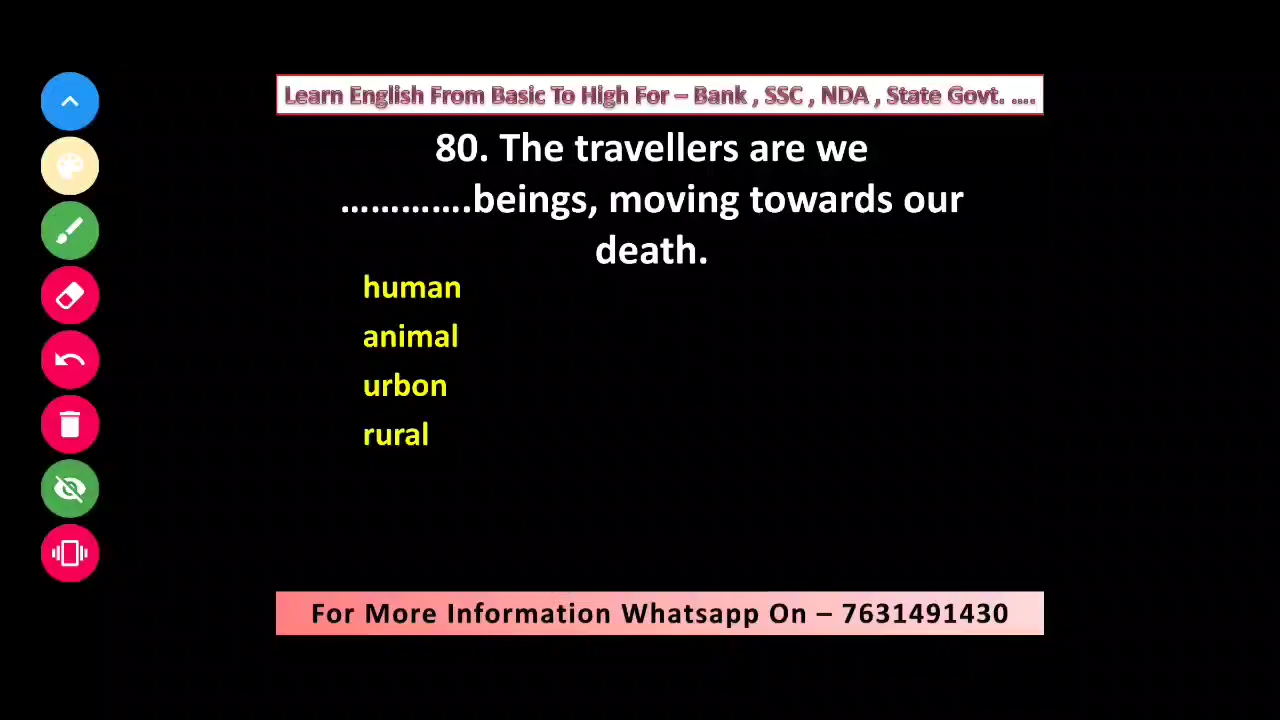 Learn English From Basic To High For – Bank , SSC , NDA , State Govt. ....
80. The travellers are we
………….beings, moving towards our
death.
human
animal
urbon
rural
For More Information Whatsapp On – 7631491430